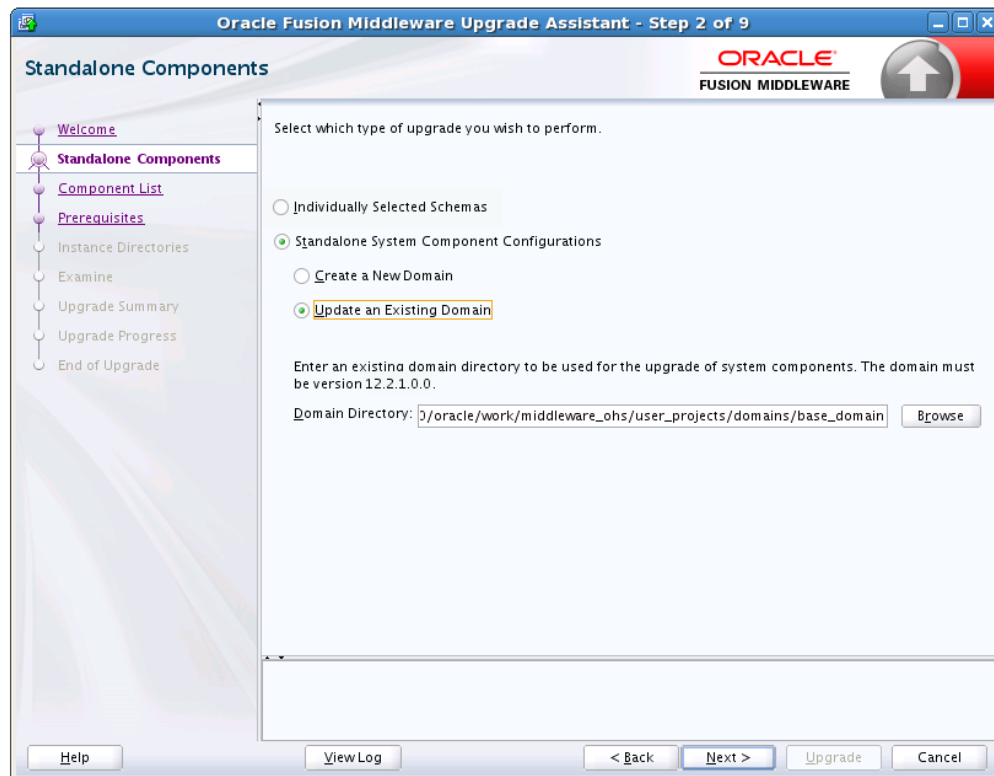 Oracle Fusion Middleware Upgrade Assistant - Step 2 of 9
Standalone Components
ORACLE
FUSION MIDDLEWARE
Welcome
Standalone Components
Component List
Prerequisites
Instance Directories
Examine
Upgrade Summary
Upgrade Progress
End of Upgrade
Select which type of upgrade you wish to perform.
Individually Selected Schemas
Standalone System Component Configurations
Create a New Domain
Update an Existing Domain
Enter an existing domain directory to be used for the upgrade of system components. The domain must
be version 12.2.1.0.0.
Domain Directory: /oracle/work/middleware_ohs/user_projects/domains/base_domain Browse
Help View Log < Back Next > Upgrade Cancel